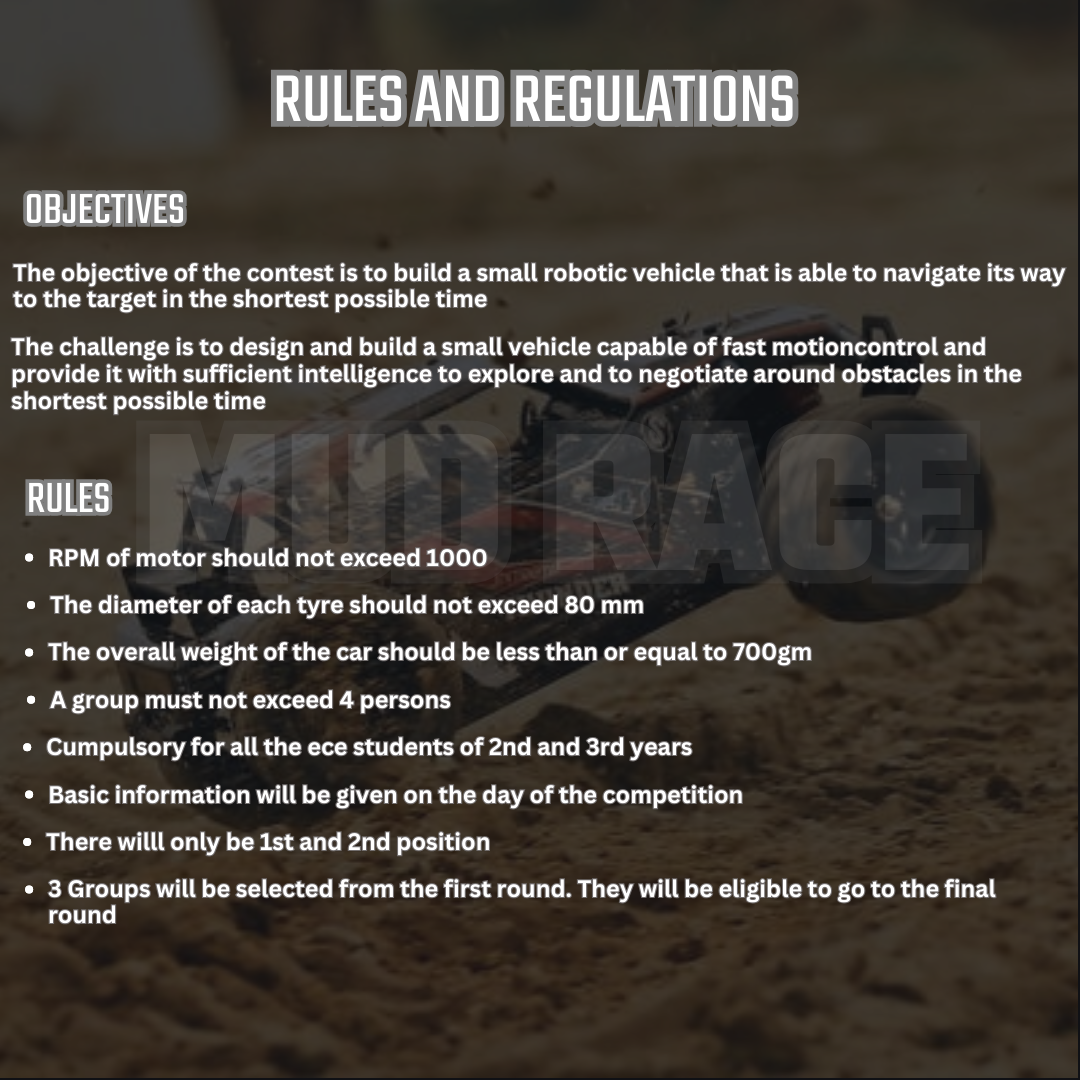 RULES AND REGULATIONS
OBJECTIVES
The objective of the contest is to build a small robotic vehicle that is able to navigate its way
to the target in the shortest possible time
The challenge is to design and build a small vehicle capable of fast motioncontrol and
provide it with sufficient intelligence to explore and to negotiate around obstacles in the
shortest possible time
MUD RACE
RULES
• RPM of motor should not exceed 1000
• The diameter of each tyre should not exceed 80 mm
• The overall weight of the car should be less than or equal to 700gm
• A group must not exceed 4 persons
• Cumpulsory for all the ece students of 2nd and 3rd years
• Basic information will be given on the day of the competition
• There willl only be 1st and 2nd position
• 3 Groups will be selected from the first round. They will be eligible to go to the final
round